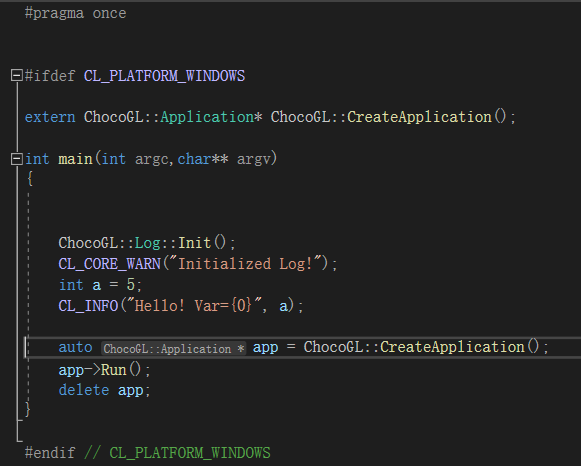 #pragma once
#ifdef CL_PLATFORM_WINDOWS
extern ChocoGL::Application* ChocoGL::CreateApplication();
int main(int argc,char** argv)
{
ChocoGL::Log::Init();
CL_CORE_WARN("Initialized Log!");
int a = 5;
CL_INFO("Hello! Var={0}", a);
auto ChocoGL::Application * app = ChocoGL::CreateApplication();
app->Run();
delete app;
}
#endif // CL_PLATFORM_WINDOWS